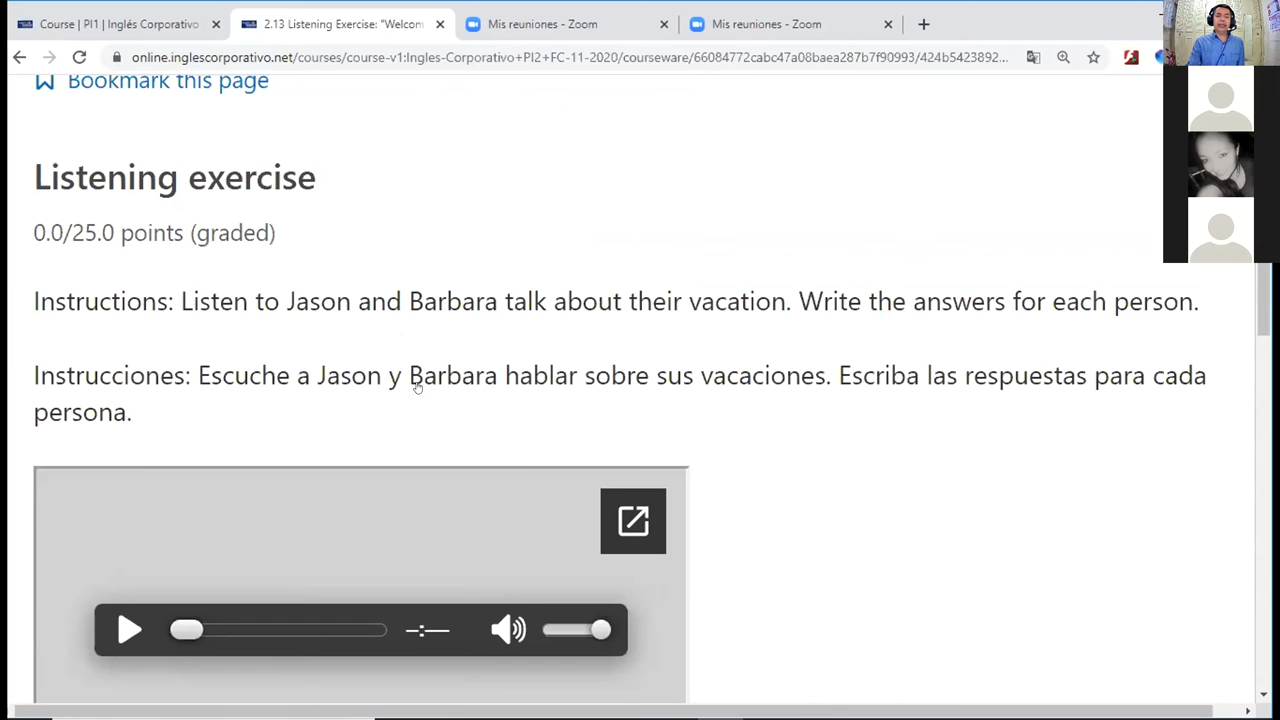 Course | PI1 | Inglés Corporativo
2.13 Listening Exercise: "Welcom
Mis reuniones - Zoom
Mis reuniones - Zoom
online.inglescorporativo.net/courses/course-v1:Ingles-Corporativo+PI2+FC-11-2020/courseware/66084772cabc47a08baea287b7f90993/424b5423892...
Bookmark this page
Listening exercise
0.0/25.0 points (graded)
Instructions: Listen to Jason and Barbara talk about their vacation. Write the answers for each person.
Instrucciones: Escuche a Jason y Barbara hablar sobre sus vacaciones. Escriba las respuestas para cada
persona.
--:--